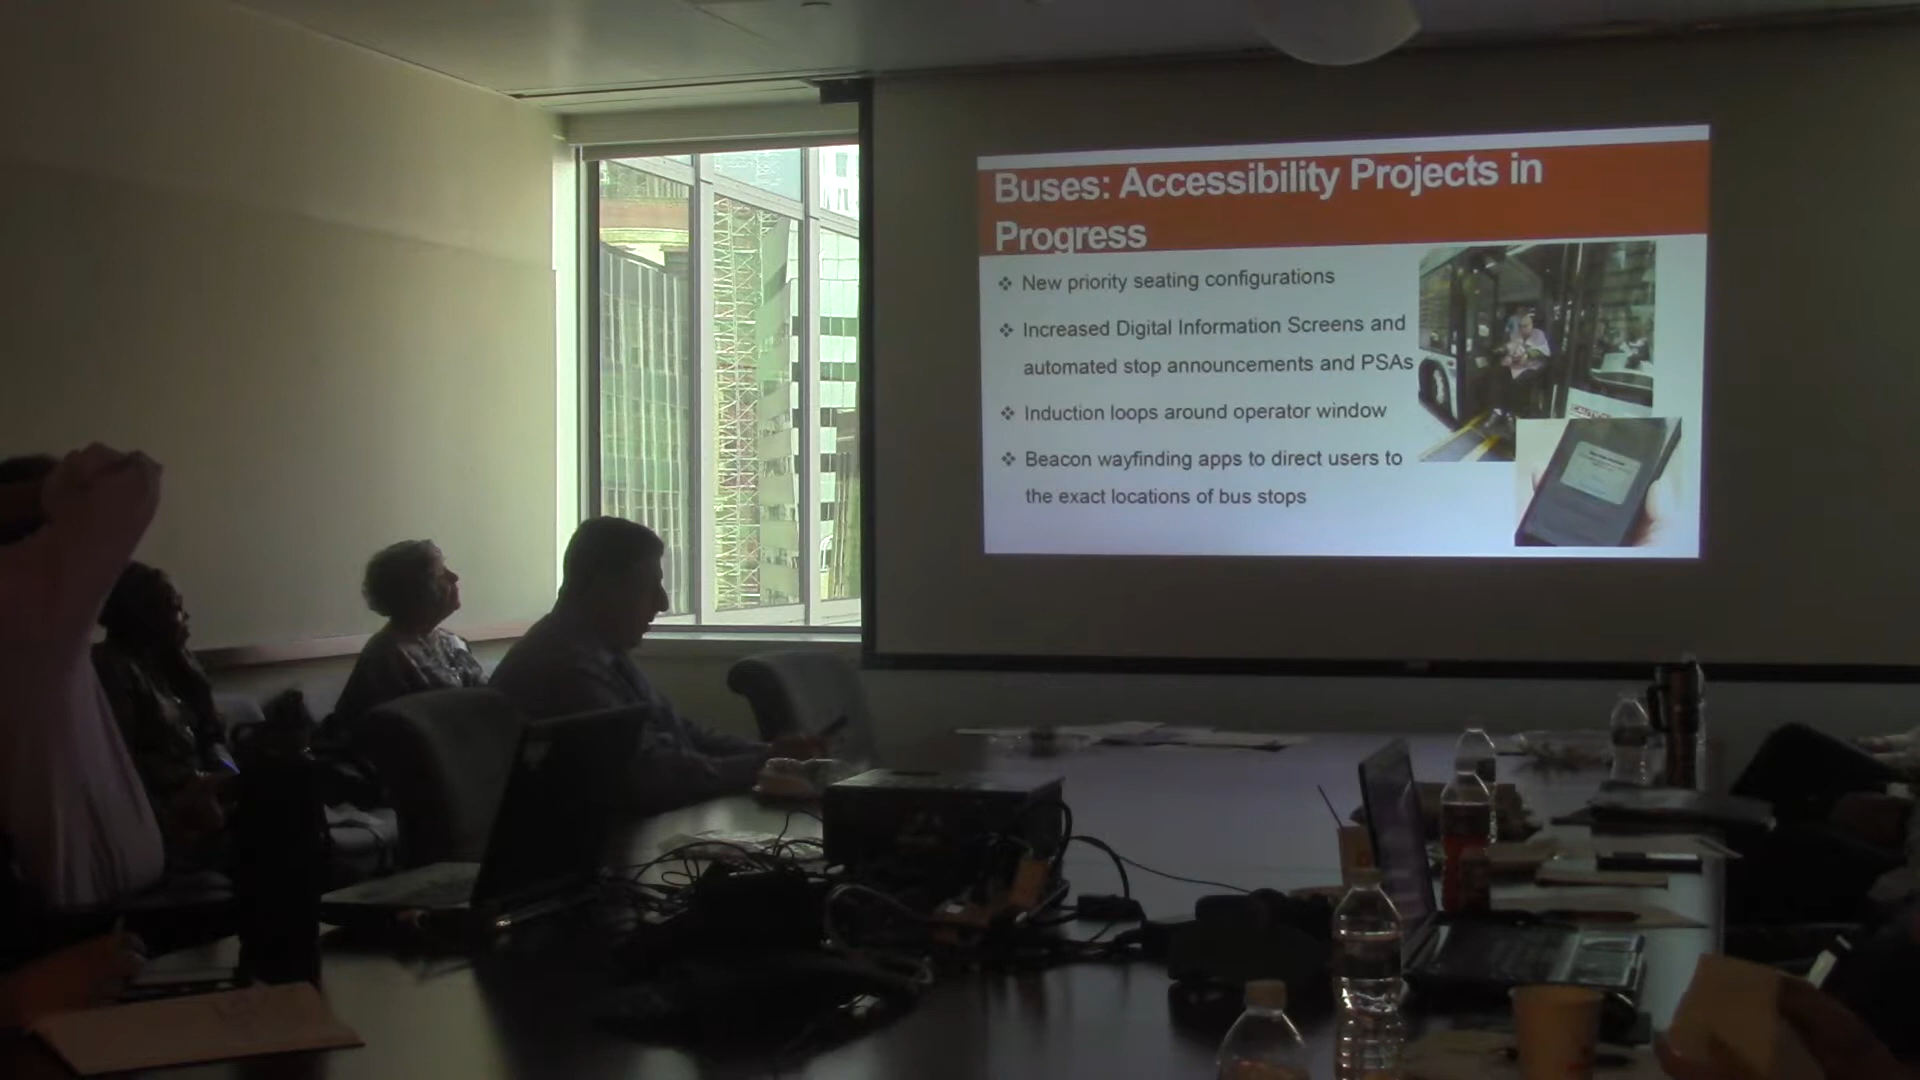 Buses: Accessibility Projects in
Progress
❖ New priority seating configurations
❖ Increased Digital Information Screens and
automated stop announcements and PSAs
❖ Induction loops around operator window
❖ Beacon wayfinding apps to direct users to
the exact locations of bus stops